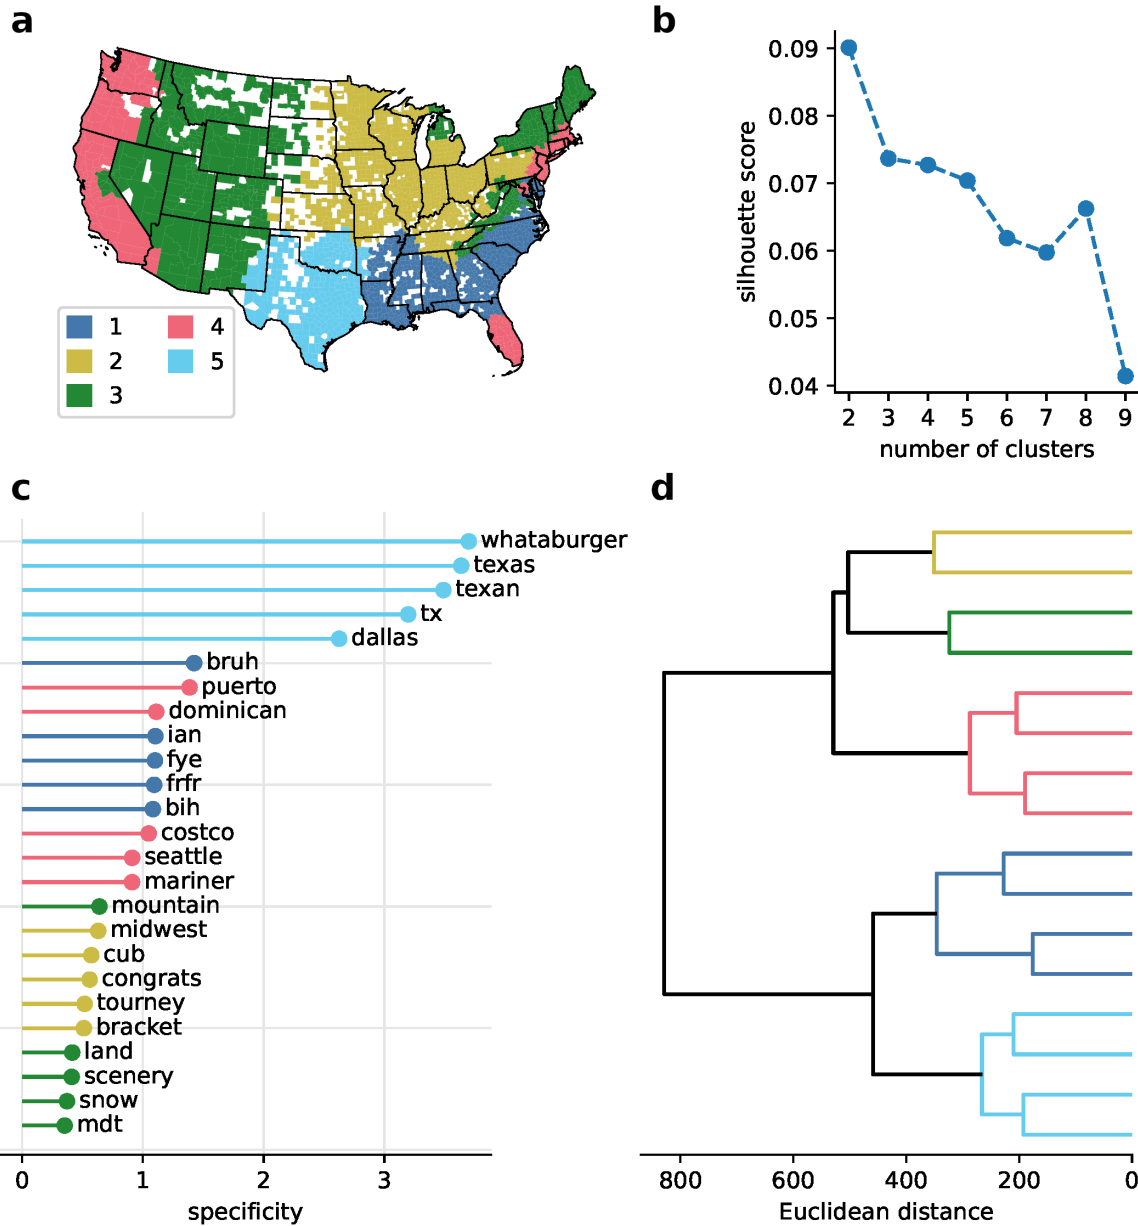 a
1 4
2 5
3
b
silhouette score
0.09
0.08
0.07
0.06
0.05
0.04
2 3 4 5 6 7 8 9
number of clusters
c
whataburger
texas
texan
tx
dallas
bruh
puerto
dominican
ian
fye
frfr
bih
costco
seattle
mariner
mountain
midwest
cub
congrats
tourney
bracket
land
scenery
snow
mdt
0 1 2 3
specificity
d
800 600 400 200 0
Euclidean distance